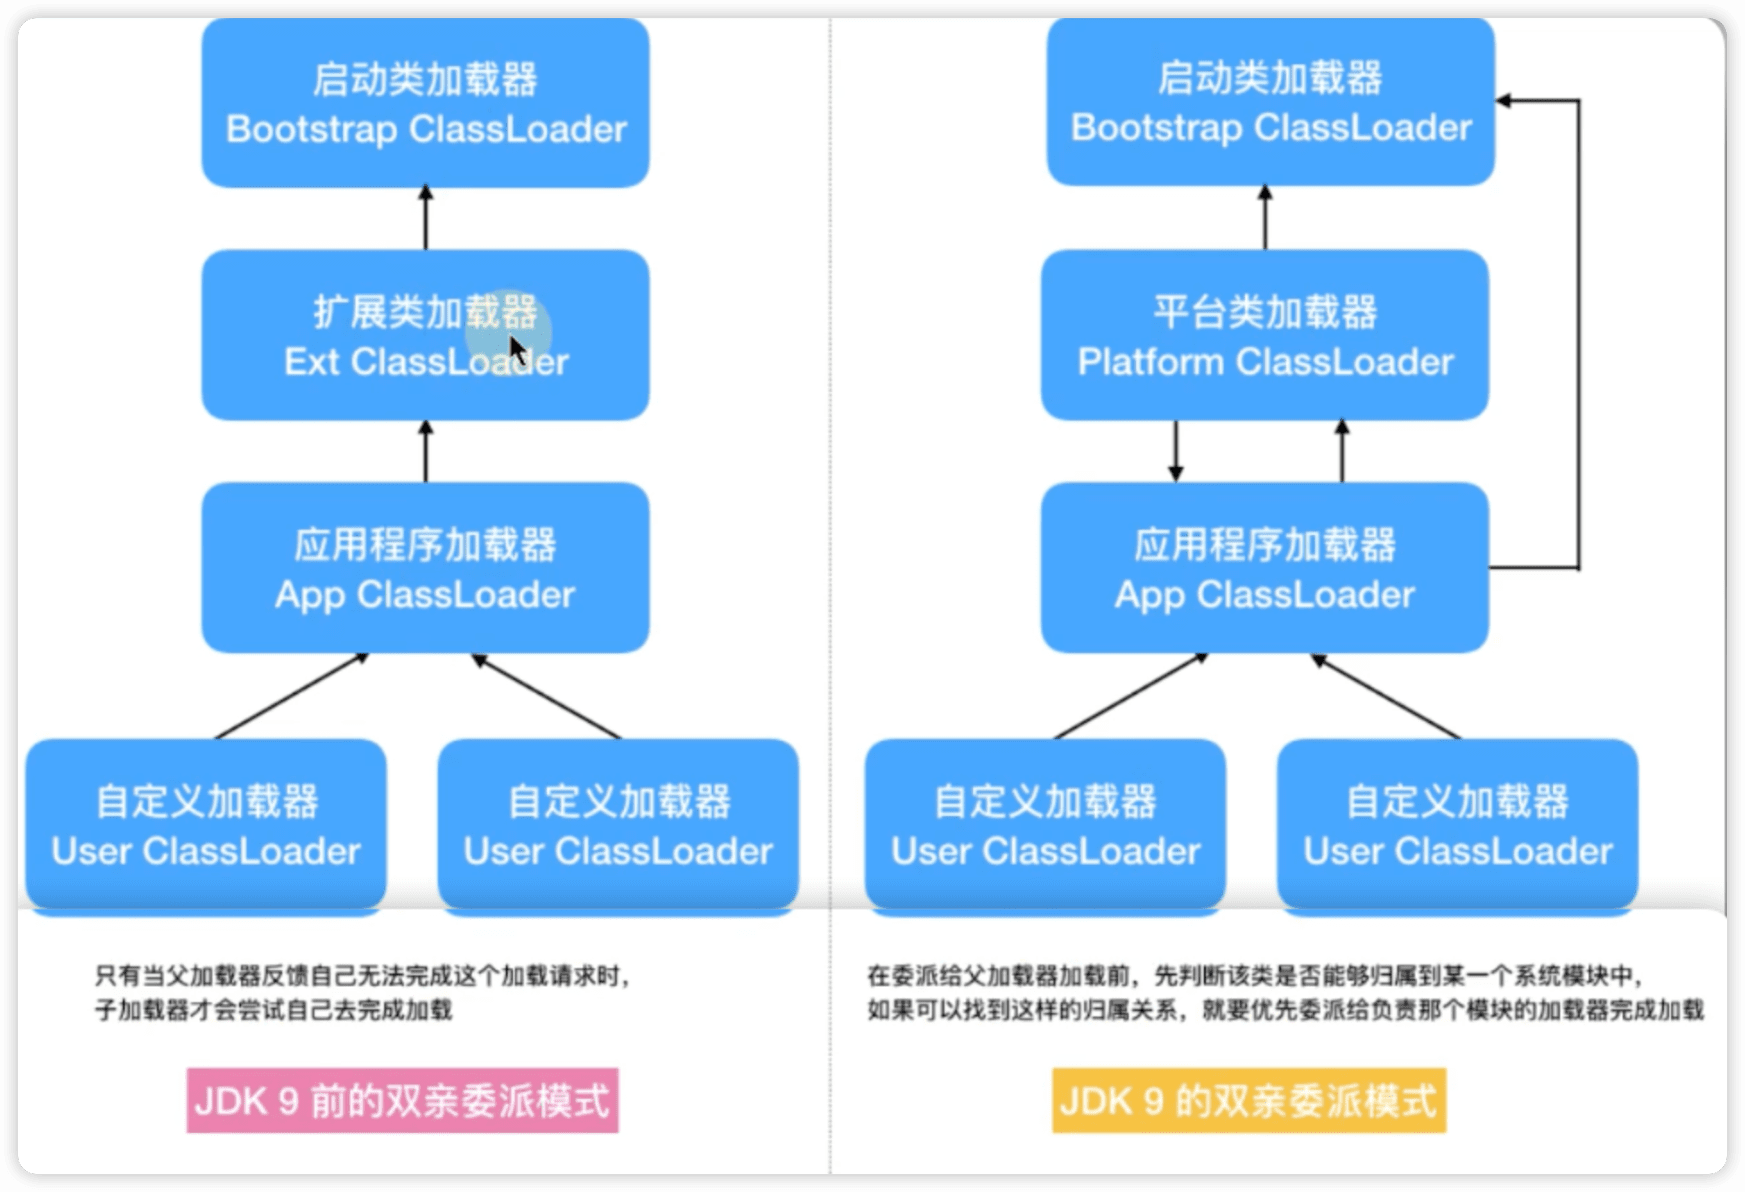 启动类加载器
Bootstrap ClassLoader
扩展类加载器
Ext ClassLoader
应用程序加载器
App ClassLoader
自定义加载器
User ClassLoader
自定义加载器
User ClassLoader
只有当父加载器反馈自己无法完成这个加载请求时，
子加载器才会尝试自己去完成加载
JDK 9 前的双亲委派模式
启动类加载器
Bootstrap ClassLoader
平台类加载器
Platform ClassLoader
应用程序加载器
App ClassLoader
自定义加载器
User ClassLoader
自定义加载器
User ClassLoader
在委派给父加载器加载前，先判断该类是否能够归属到某一个系统模块中，
如果可以找到这样的归属关系，就要优先委派给负责那个模块的加载器完成加载
JDK 9 的双亲委派模式